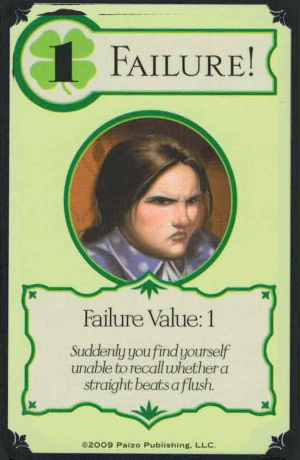 1 FAILURE!
Failure Value: 1
Suddenly you find yourself
unable to recall whether a
straight beats a flush.
©2009 Paizo Publishing, LLC.